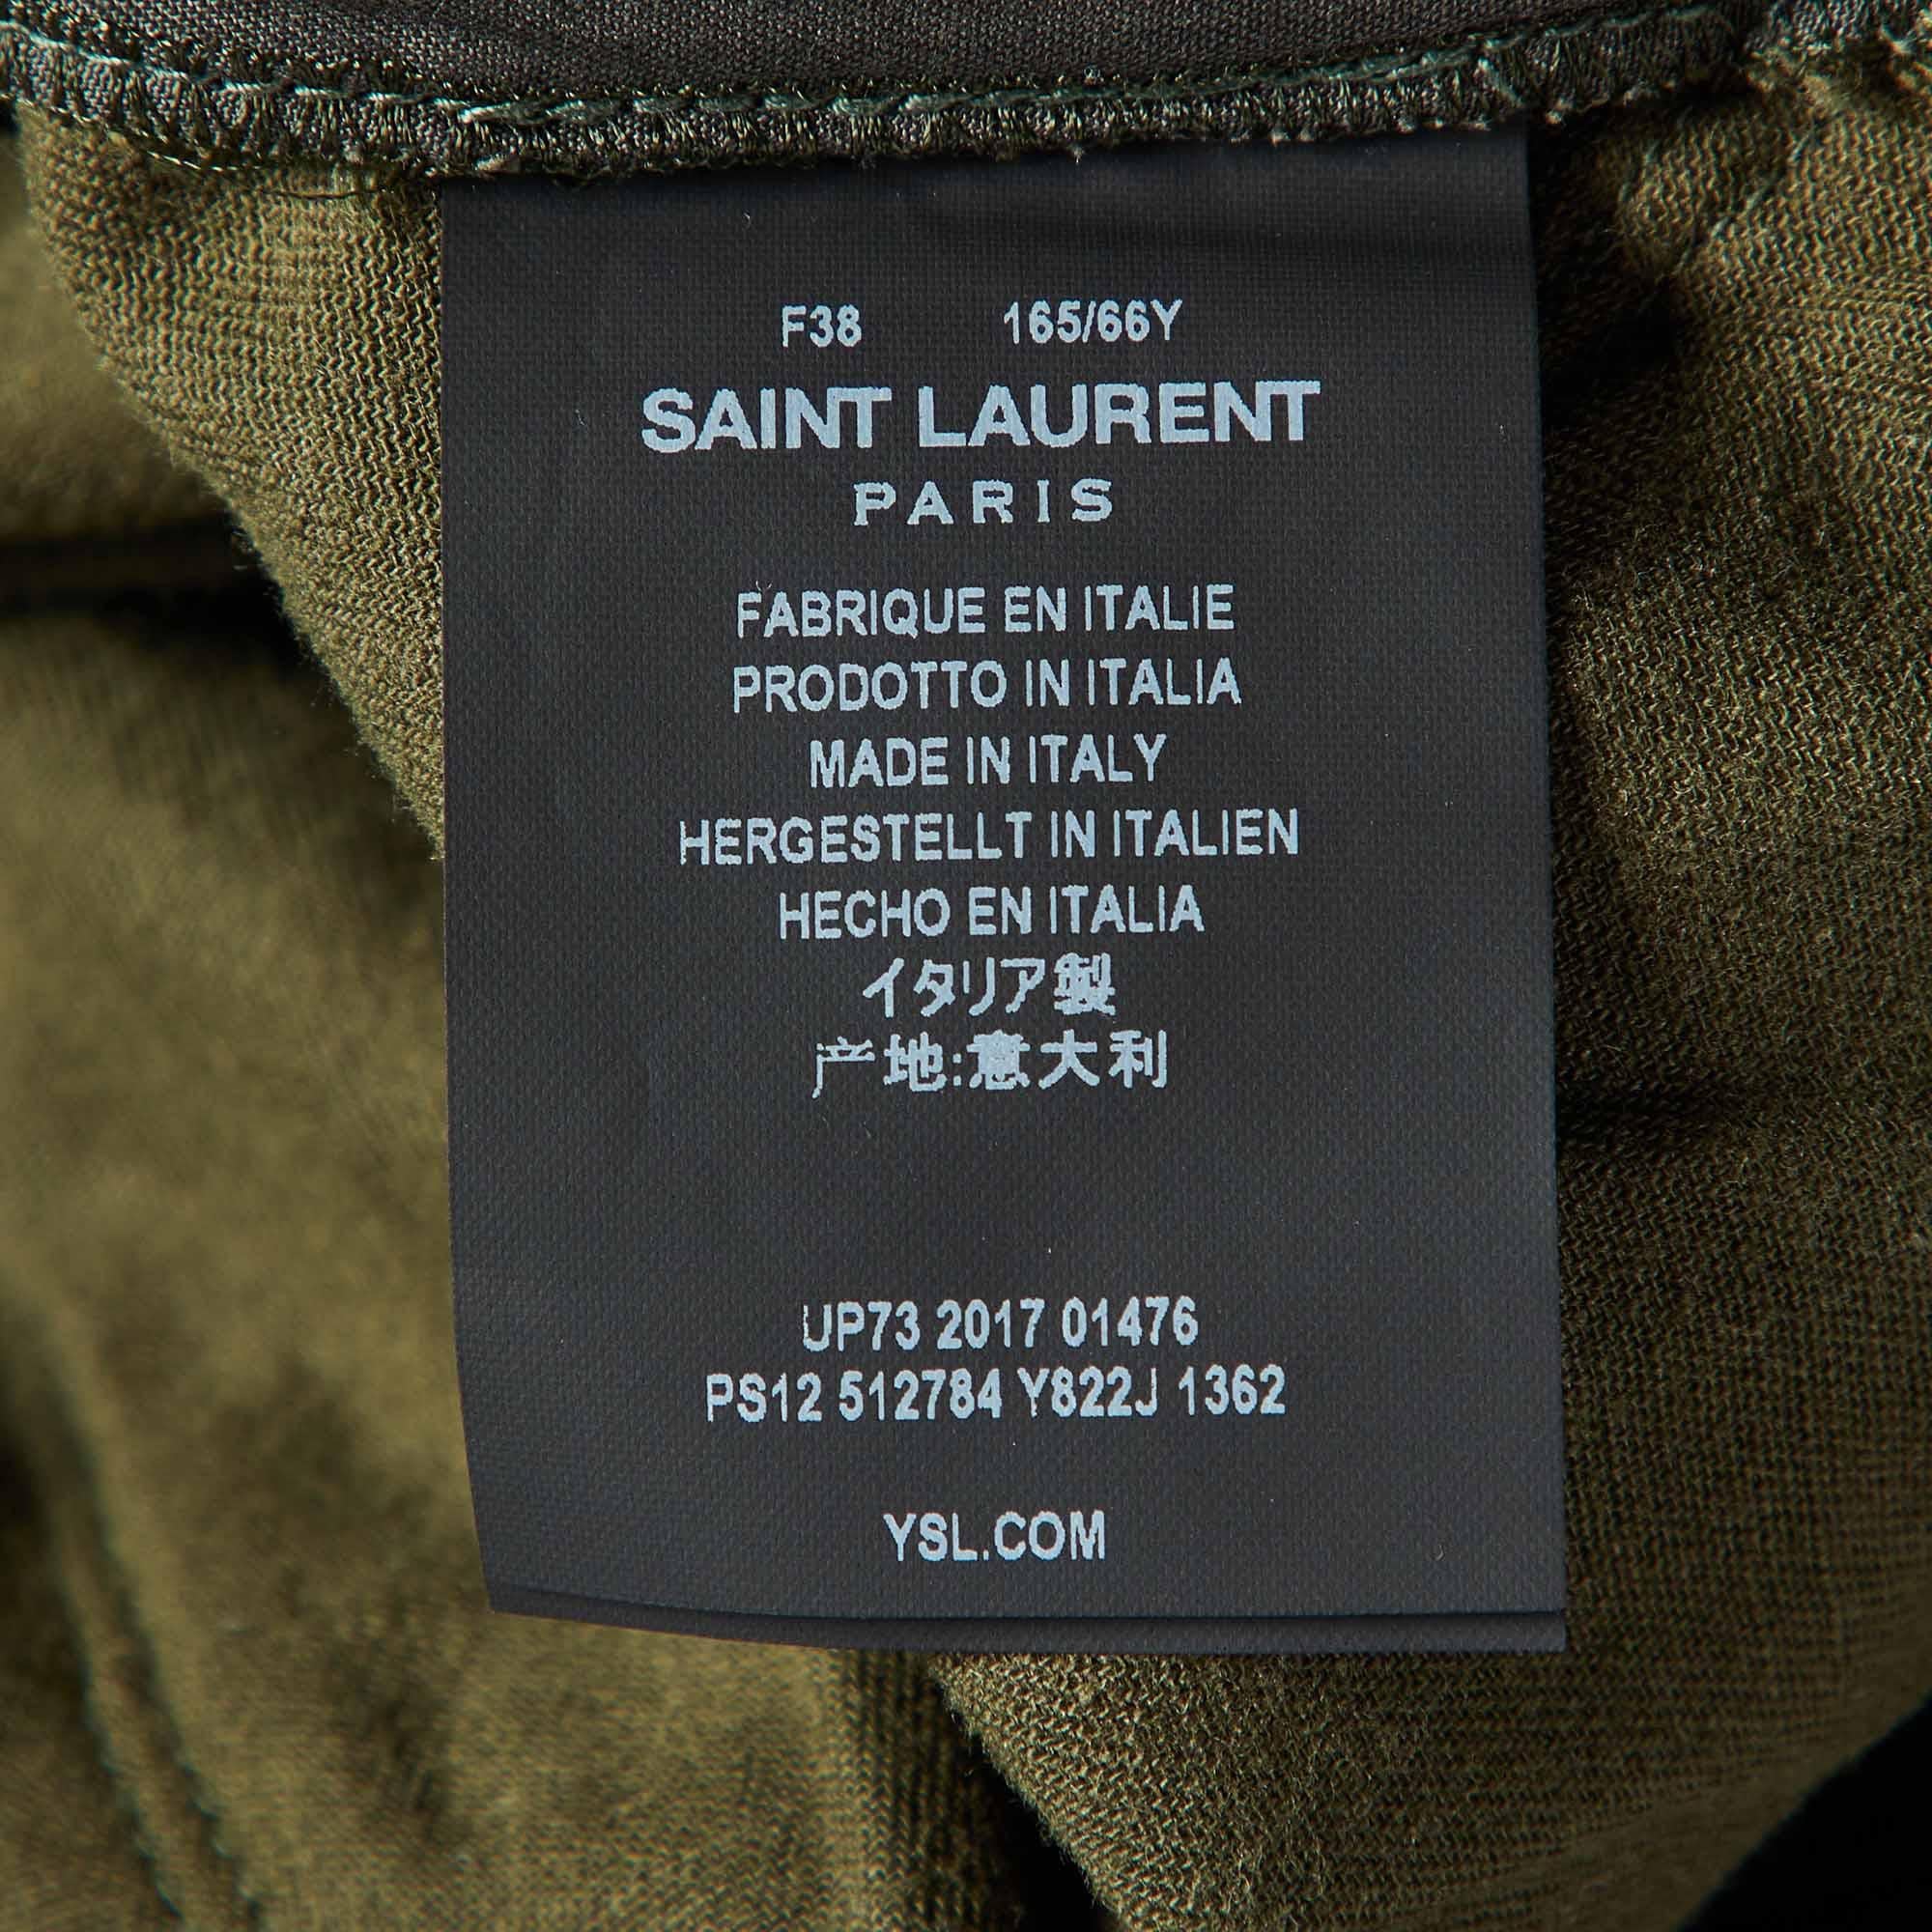 F38 165/66Y
SAINT LAURENT
PARIS
FABRIQUE EN ITALIE
PRODOTTO IN ITALIA
MADE IN ITALY
HERGESTELLT IN ITALIEN
HECHO EN ITALIA
イタリア製
产地:意大利
UP73 2017 01476
PS12 512784 Y822J 1362
YSL.COM